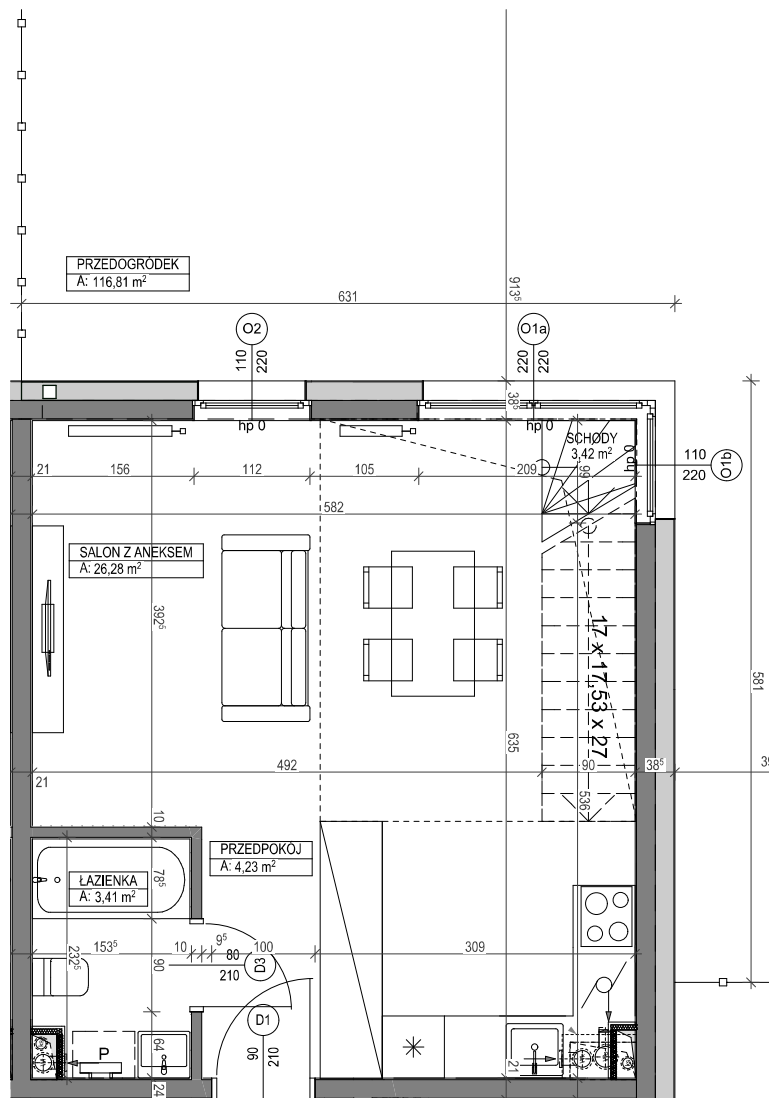 PRZEDOGRÓDEK
A: 116,81 m²
631
913⁵
O2
O1a
110
220
220
220
38⁵
hp 0
hp 0
SCHODY
3,42 m²
hp 0
110
220
O1b
21
156
112
105
209
99
582
SALON Z ANEKSEM
A: 26,28 m²
392⁵
17 x 17,53 x 27
581
635
492
90
38⁵
39
21
536
10
PRZEDPOKÓJ
A: 4,23 m²
78⁵
ŁAZIENKA
A: 3,41 m²
232⁵
153⁵
10
9⁵
100
309
80
210
D3
90
D1
90
210
64
P
21
24